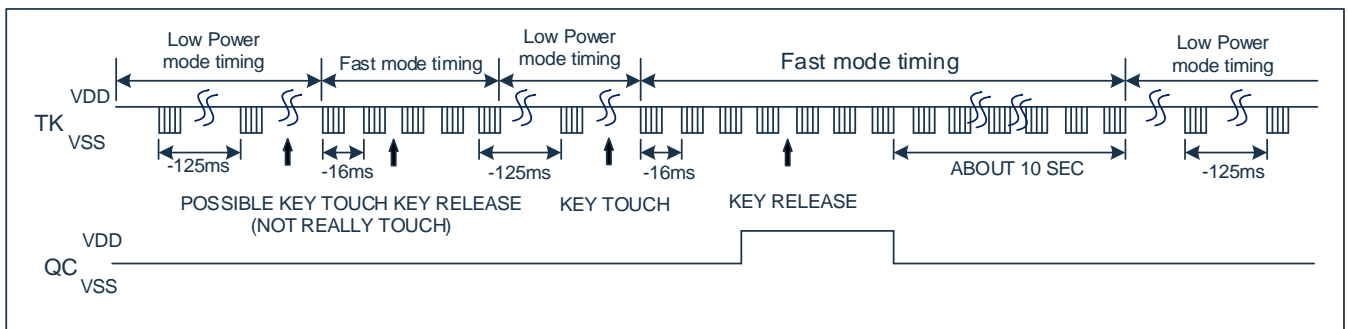 Low Power
mode timing
Fast mode timing
Low Power
mode timing
Fast mode timing
Low Power
mode timing
VDD
TK
VSS
-125ms
-16ms
-125ms
-16ms
ABOUT 10 SEC
-125ms
POSSIBLE KEY TOUCH KEY RELEASE
(NOT REALLY TOUCH)
KEY TOUCH
KEY RELEASE
VDD
QC
VSS